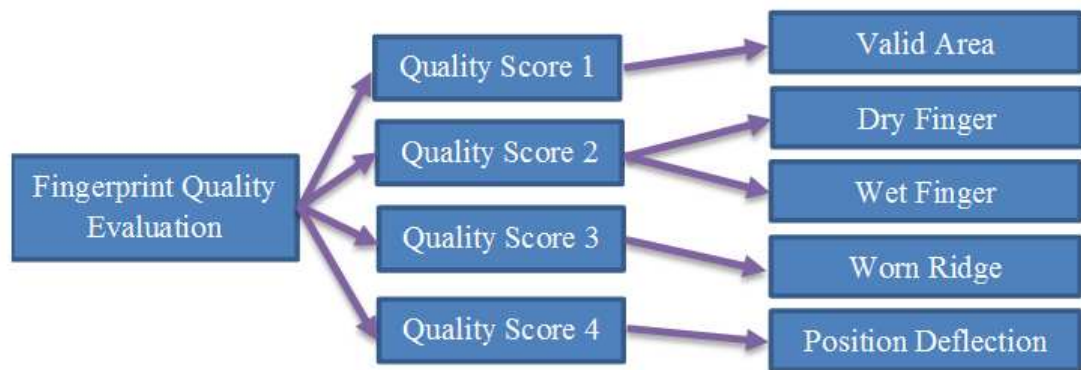 Fingerprint Quality
Evaluation
Quality Score 1
Quality Score 2
Quality Score 3
Quality Score 4
Valid Area
Dry Finger
Wet Finger
Worn Ridge
Position Deflection